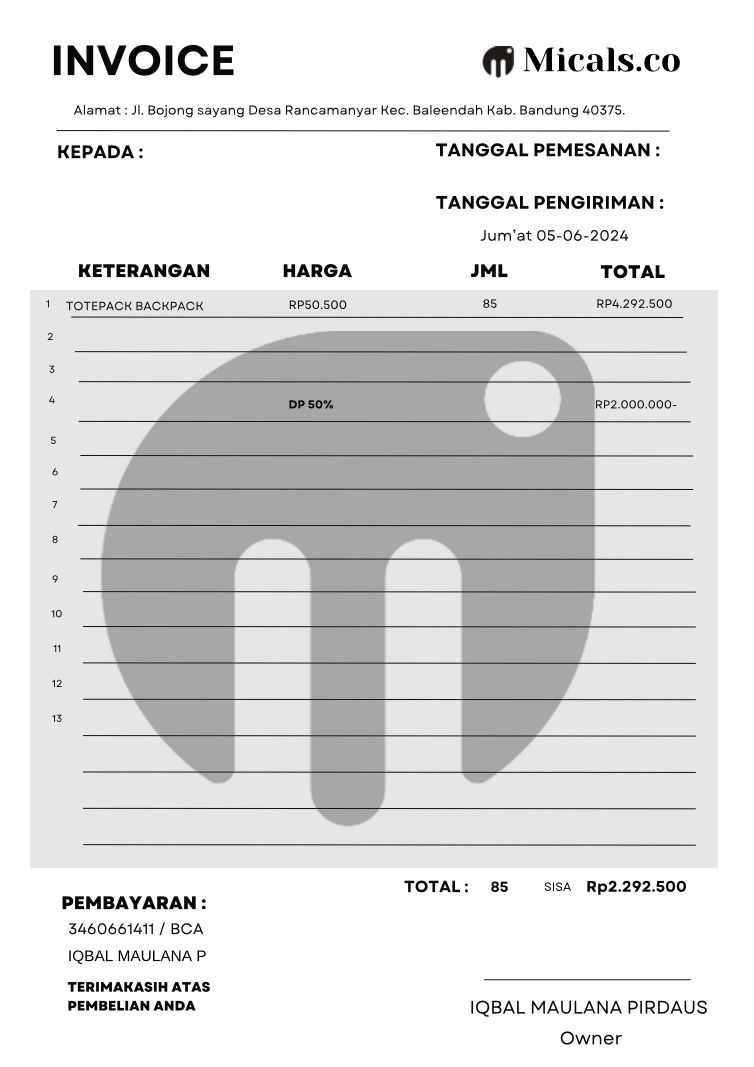 INVOICE
Micals.co
Alamat : Jl. Bojong sayang Desa Rancamanyar Kec. Baleendah Kab. Bandung 40375.
KEPADA :
TANGGAL PEMESANAN :
TANGGAL PENGIRIMAN :
Jum'at 05-06-2024
KETERANGAN HARGA JML TOTAL
1 TOTEPACK BACKPACK RP50.500 85 RP4.292.500
2
3
4 DP 50% RP2.000.000-
5
6
7
8
9
10
11
12
13
TOTAL : 85 SISA Rp2.292.500
PEMBAYARAN :
3460661411 / BCA
IQBAL MAULANA P
TERIMAKASIH ATAS
PEMBELIAN ANDA
IQBAL MAULANA PIRDAUS
Owner